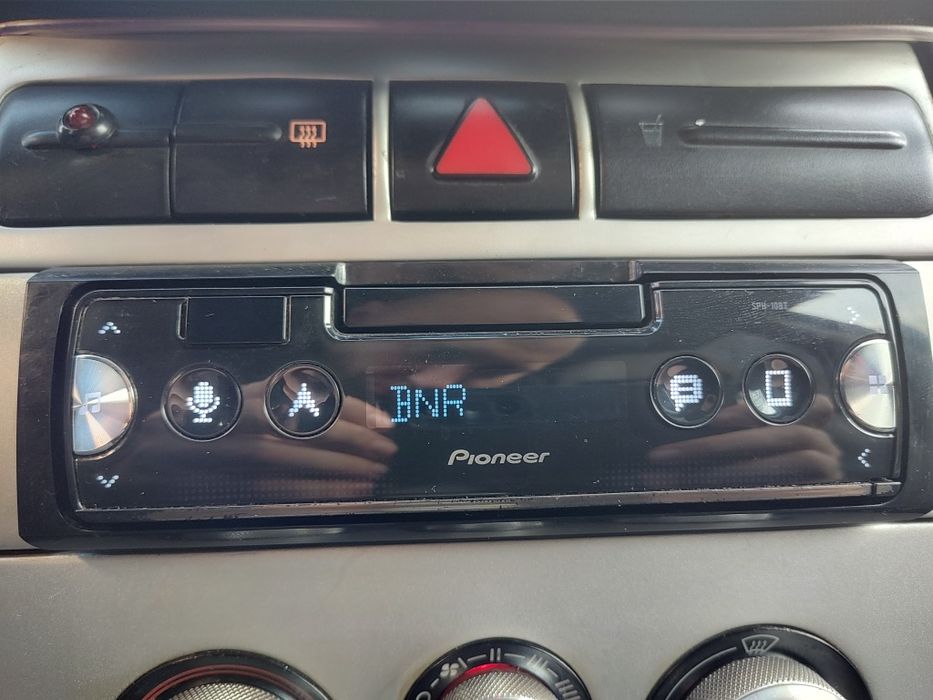 SPH-10BT
BNR
Pioneer